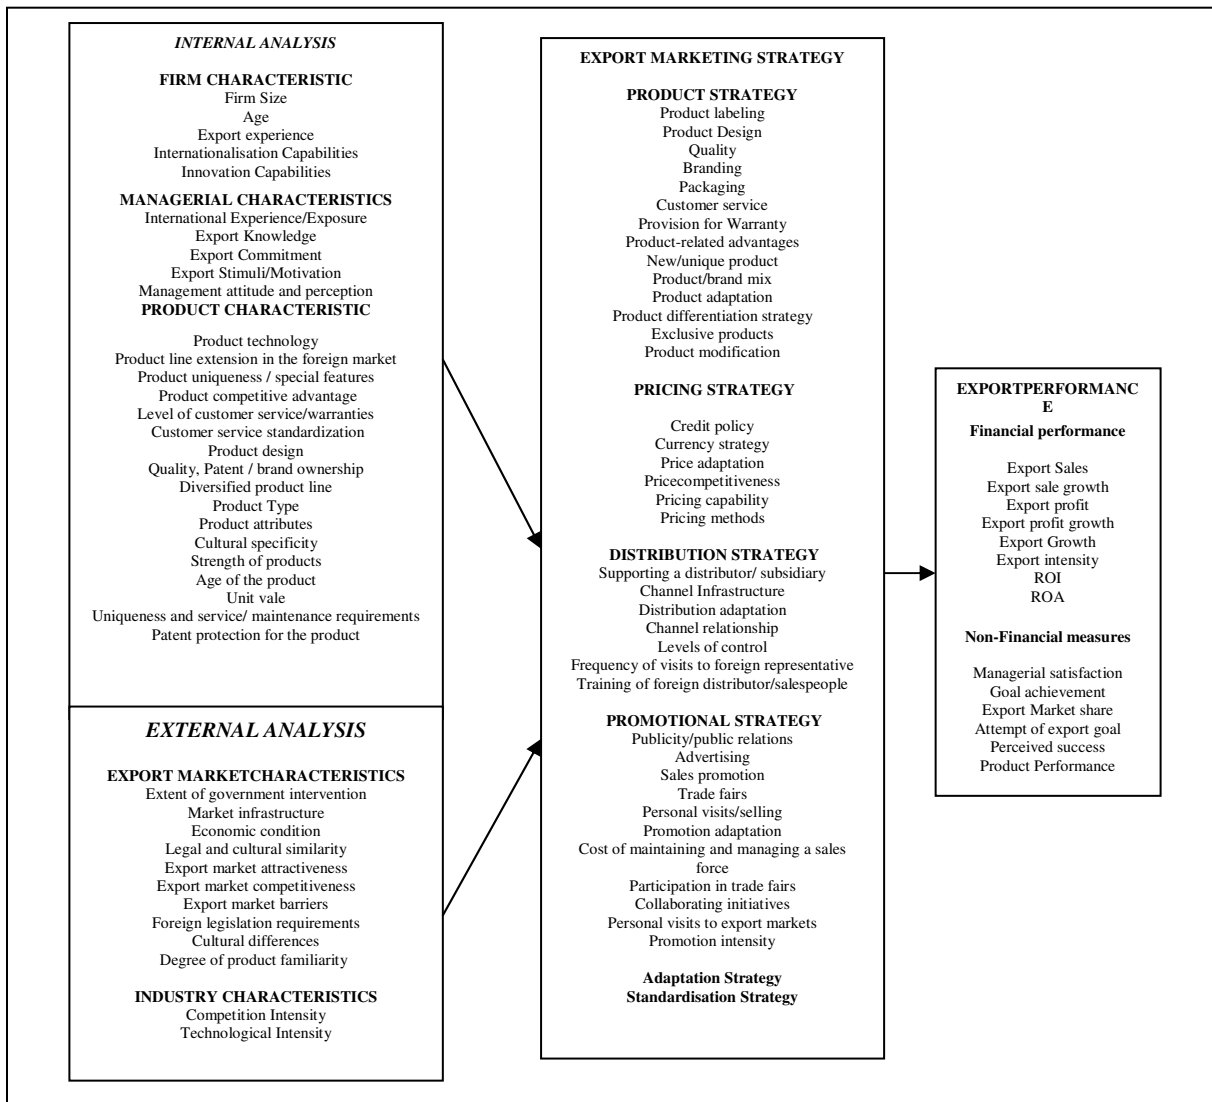 INTERNAL ANALYSIS
FIRM CHARACTERISTIC
Firm Size
Age
Export experience
Internationalisation Capabilities
Innovation Capabilities
MANAGERIAL CHARACTERISTICS
International Experience/Exposure
Export Knowledge
Export Commitment
Export Stimuli/Motivation
Management attitude and perception
PRODUCT CHARACTERISTIC
Product technology
Product line extension in the foreign market
Product uniqueness / special features
Product competitive advantage
Level of customer service/warranties
Customer service standardization
Product design
Quality, Patent / brand ownership
Diversified product line
Product Type
Product attributes
Cultural specificity
Strength of products
Age of the product
Unit vale
Uniqueness and service/ maintenance requirements
Patent protection for the product
EXTERNAL ANALYSIS
EXPORT MARKETCHARACTERISTICS
Extent of government intervention
Market infrastructure
Economic condition
Legal and cultural similarity
Export market attractiveness
Export market competitiveness
Export market barriers
Foreign legislation requirements
Cultural differences
Degree of product familiarity
INDUSTRY CHARACTERISTICS
Competition Intensity
Technological Intensity
EXPORT MARKETING STRATEGY
PRODUCT STRATEGY
Product labeling
Product Design
Quality
Branding
Packaging
Customer service
Provision for Warranty
Product-related advantages
New/unique product
Product/brand mix
Product adaptation
Product differentiation strategy
Exclusive products
Product modification
PRICING STRATEGY
Credit policy
Currency strategy
Price adaptation
Pricecompetitiveness
Pricing capability
Pricing methods
DISTRIBUTION STRATEGY
Supporting a distributor/ subsidiary
Channel Infrastructure
Distribution adaptation
Channel relationship
Levels of control
Frequency of visits to foreign representative
Training of foreign distributor/salespeople
PROMOTIONAL STRATEGY
Publicity/public relations
Advertising
Sales promotion
Trade fairs
Personal visits/selling
Promotion adaptation
Cost of maintaining and managing a sales
force
Participation in trade fairs
Collaborating initiatives
Personal visits to export markets
Promotion intensity
Adaptation Strategy
Standardisation Strategy
EXPORTPERFORMANC
E
Financial performance
Export Sales
Export sale growth
Export profit
Export profit growth
Export Growth
Export intensity
ROI
ROA
Non-Financial measures
Managerial satisfaction
Goal achievement
Export Market share
Attempt of export goal
Perceived success
Product Performance